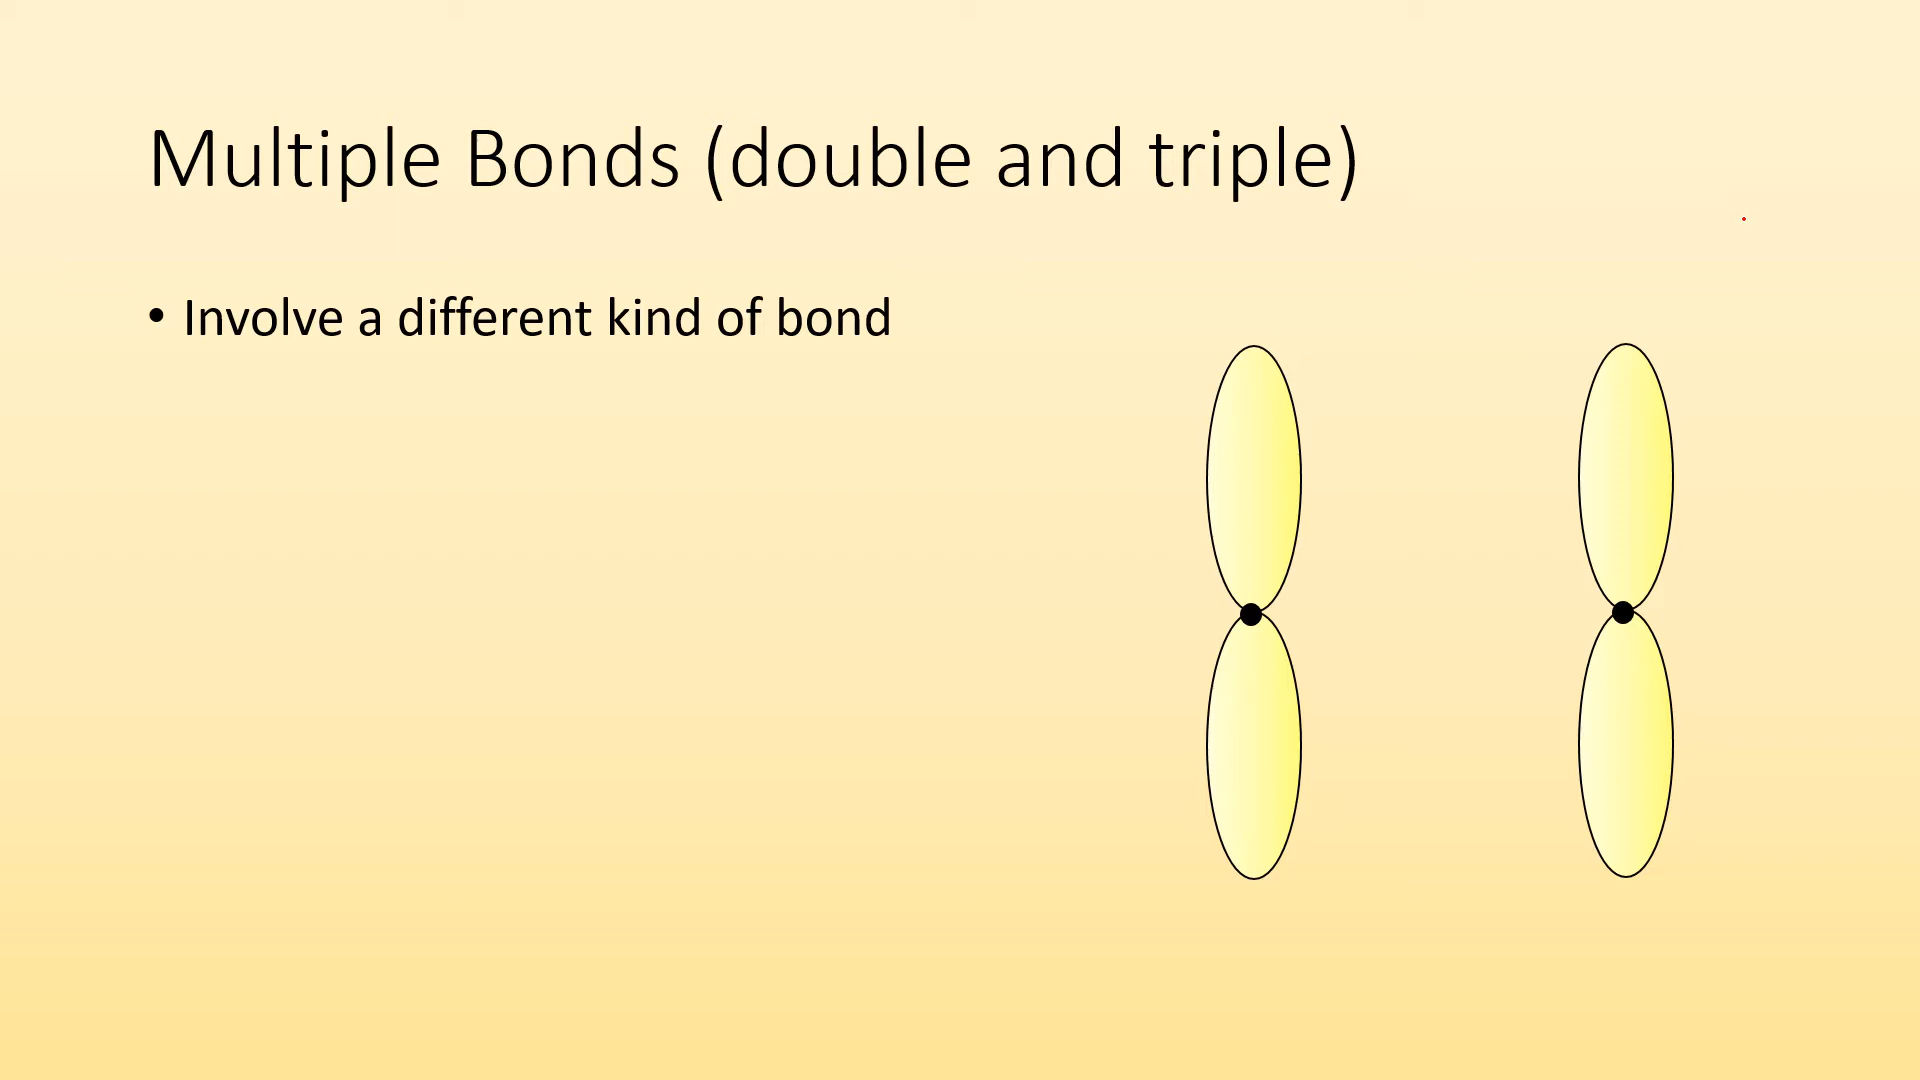 Multiple Bonds (double and triple)
• Involve a different kind of bond